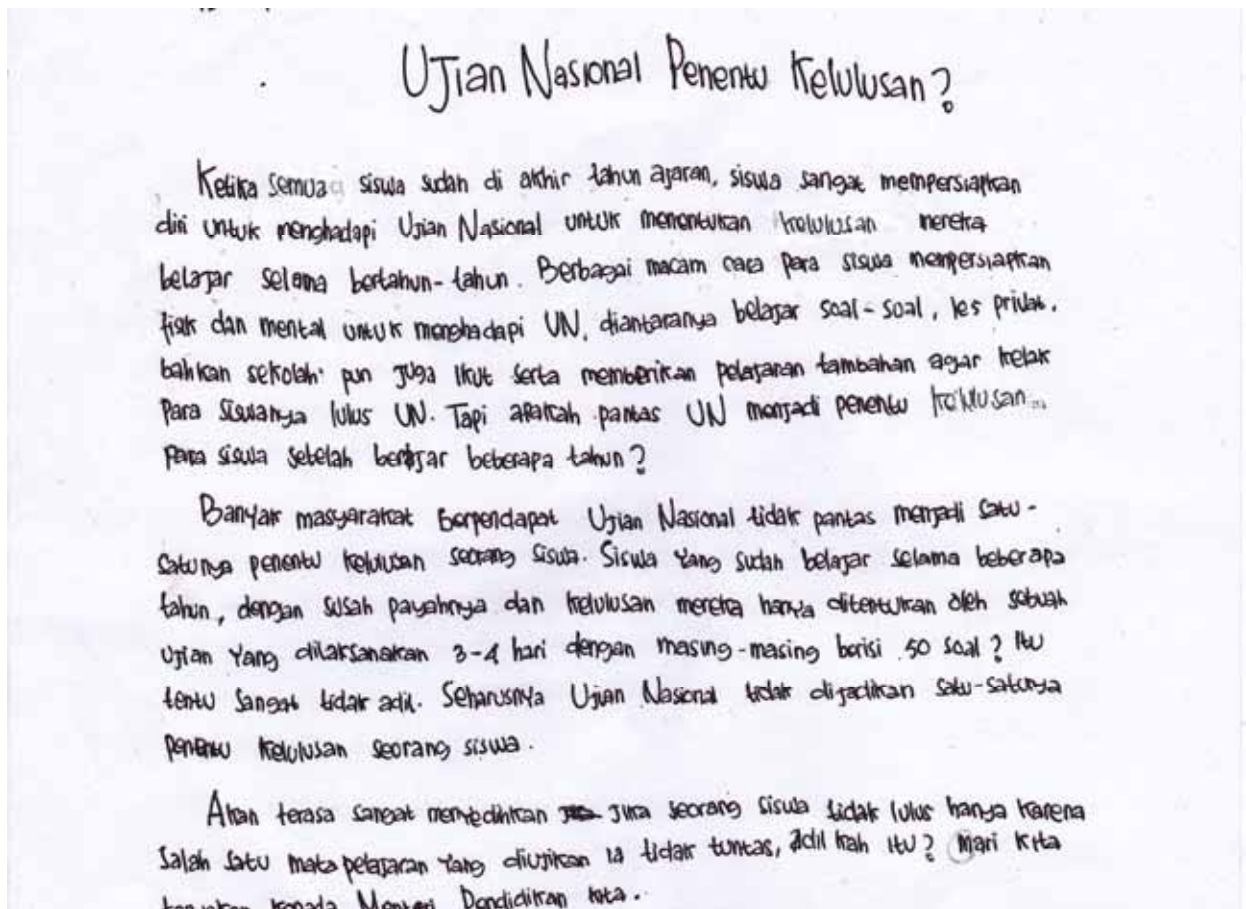 Ujian Nasional Penentu Kelulusan?
Ketika semua siswa sudah di akhir tahun ajaran, siswa sangat mempersiapkan
diri untuk menghadapi Ujian Nasional untuk menentukan kelulusan mereka
belajar selama bertahun-tahun. Berbagai macam cara para siswa mempersiapkan
fisik dan mental untuk menghadapi UN, diantaranya belajar soal-soal, les privat.
bahkan sekolah pun juga ikut serta memberikan pelajaran tambahan agar kelak
para siswanya lulus UN. Tapi apakah pantas UN menjadi penentu kelulusan
para siswa setelah belajar beberapa tahun?
Banyak masyarakat berpendapat Ujian Nasional tidak pantas menjadi satu-
satunya penentu kelulusan seorang siswa. Siswa yang sudah belajar selama beberapa
tahun, dengan susah payahnya dan kelulusan mereka hanya ditentukan oleh sebuah
ujian yang dilaksanakan 3-4 hari dengan masing-masing berisi 50 soal? Itu
tentu sangat tidak adil. Seharusnya Ujian Nasional tidak dijadikan satu-satunya
penentu kelulusan seorang siswa.
Akan terasa sangat menyedihkan jika seorang siswa tidak lulus hanya karena
salah satu mata pelajaran yang diujikan ia tidak tuntas, adil kah itu? Mari kita
tanyakan kepada Menteri Pendidikan kita.